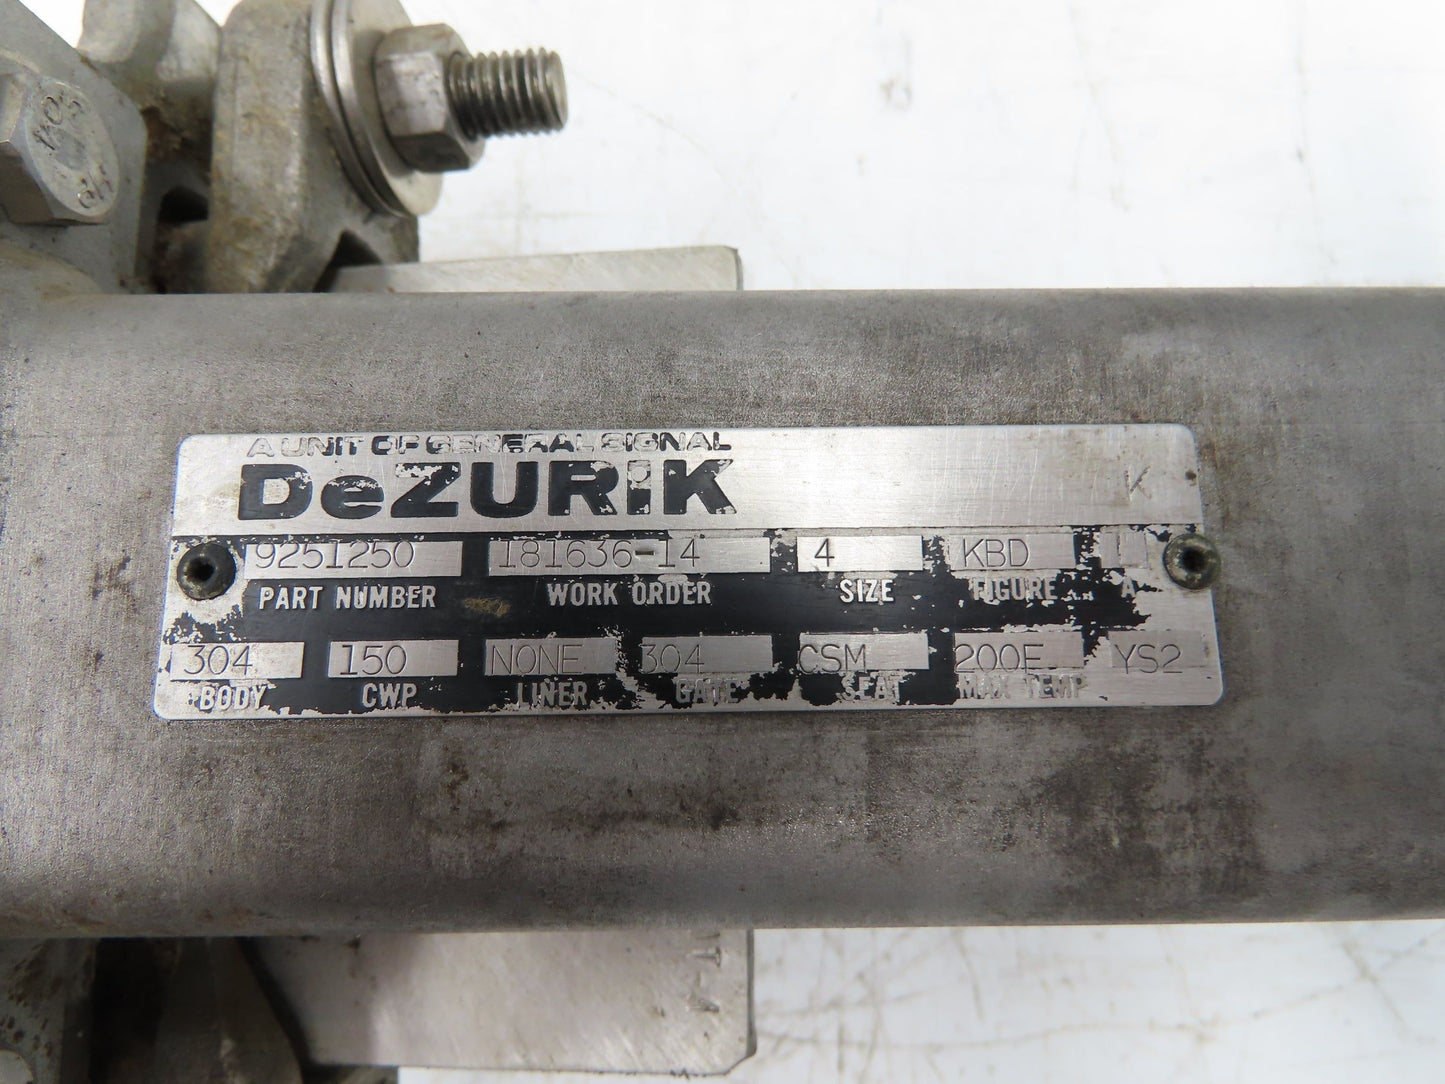 A UNIT OF GENERAL SIGNAL
DeZURIK K
9251250 181636-14 4 KBD L
PART NUMBER WORK ORDER SIZE FIGURE A
304 150 NONE 304 CSM 200F YS2
BODY CWP LINER GATE SEAT MAX TEMP